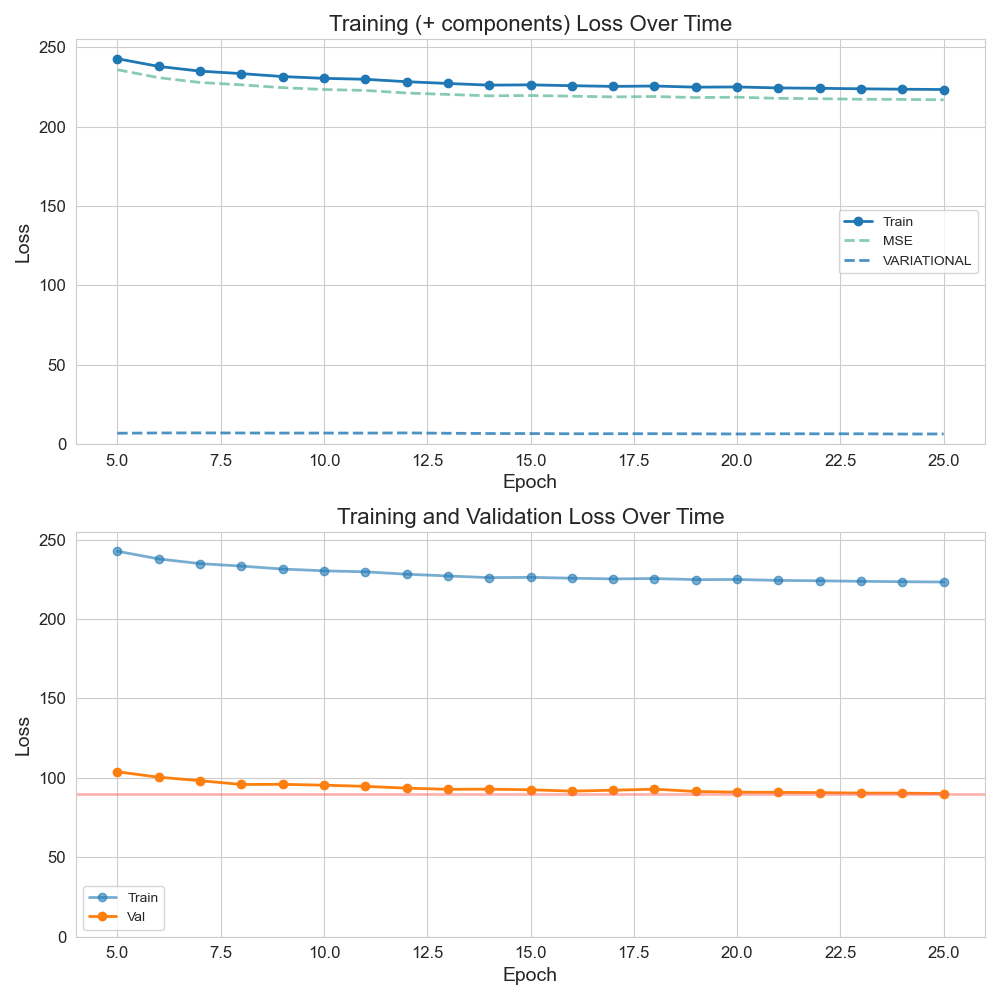 Training (+ components) Loss Over Time
250
200
150
100
50
0
Loss
Train
MSE
VARIATIONAL
5.0 7.5 10.0 12.5 15.0 17.5 20.0 22.5 25.0
Epoch
Training and Validation Loss Over Time
250
200
150
100
50
0
Loss
Train
Val
5.0 7.5 10.0 12.5 15.0 17.5 20.0 22.5 25.0
Epoch